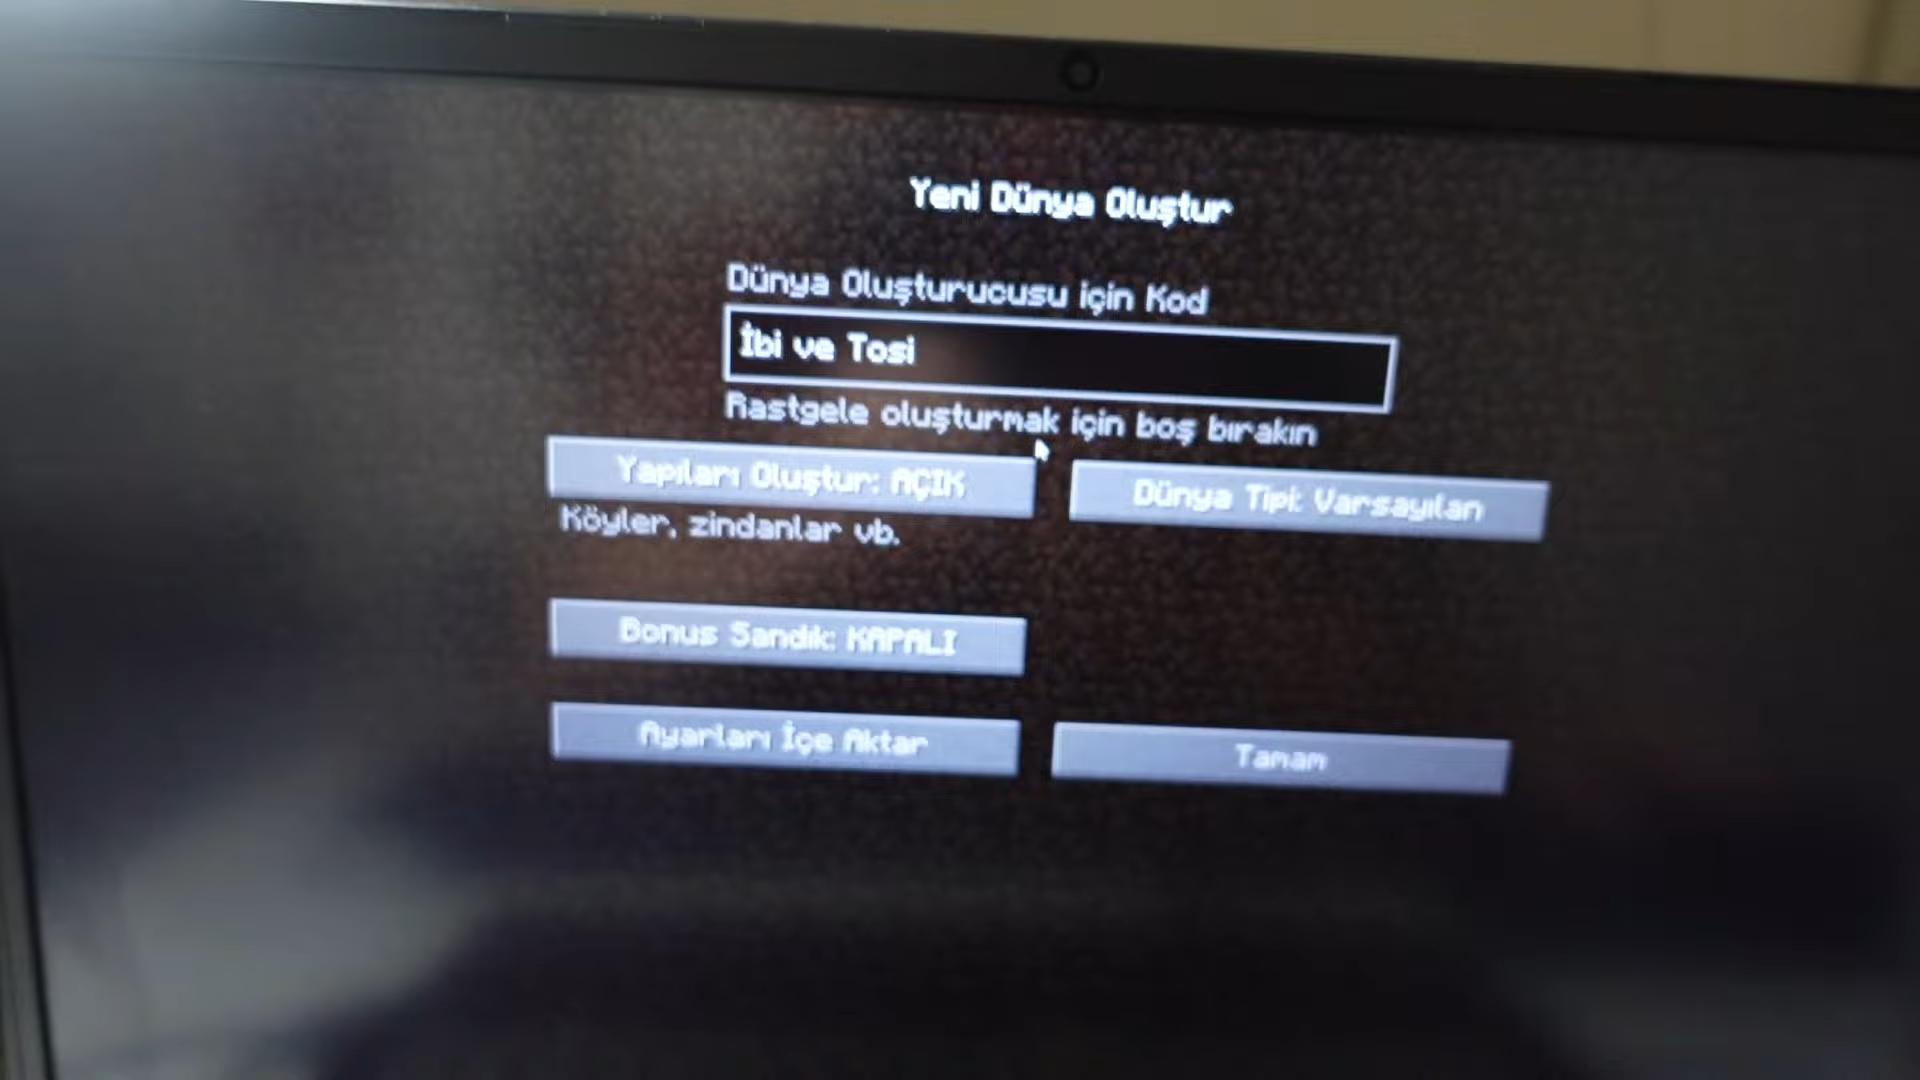 Yeni Dünya Oluştur
Dünya Oluşturucusu için Kod
İbi ve Tosi
Rastgele oluşturmak için boş bırakın
Yapıları Oluştur: AÇIK
Dünya Tipi: Varsayılan
Köyler, zindanlar vb.
Bonus Sandık: KAPALI
Ayarları İçe Aktar
Tamam